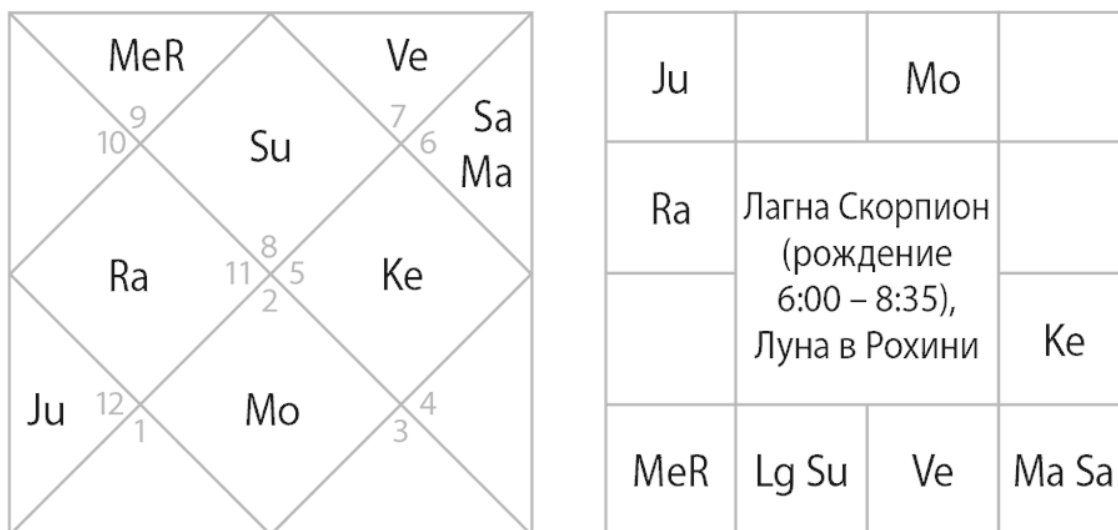 MeR
Ve
9
7
Sa
10
6
Su
Ma
8
Ra
11
5
Ke
2
Ju
12
Mo
4
1
3
Ju
Mo
Ra
Лагна Скорпион
(рождение
6:00 – 8:35),
Луна в Рохини
Ke
MeR
Lg Su
Ve
Ma Sa